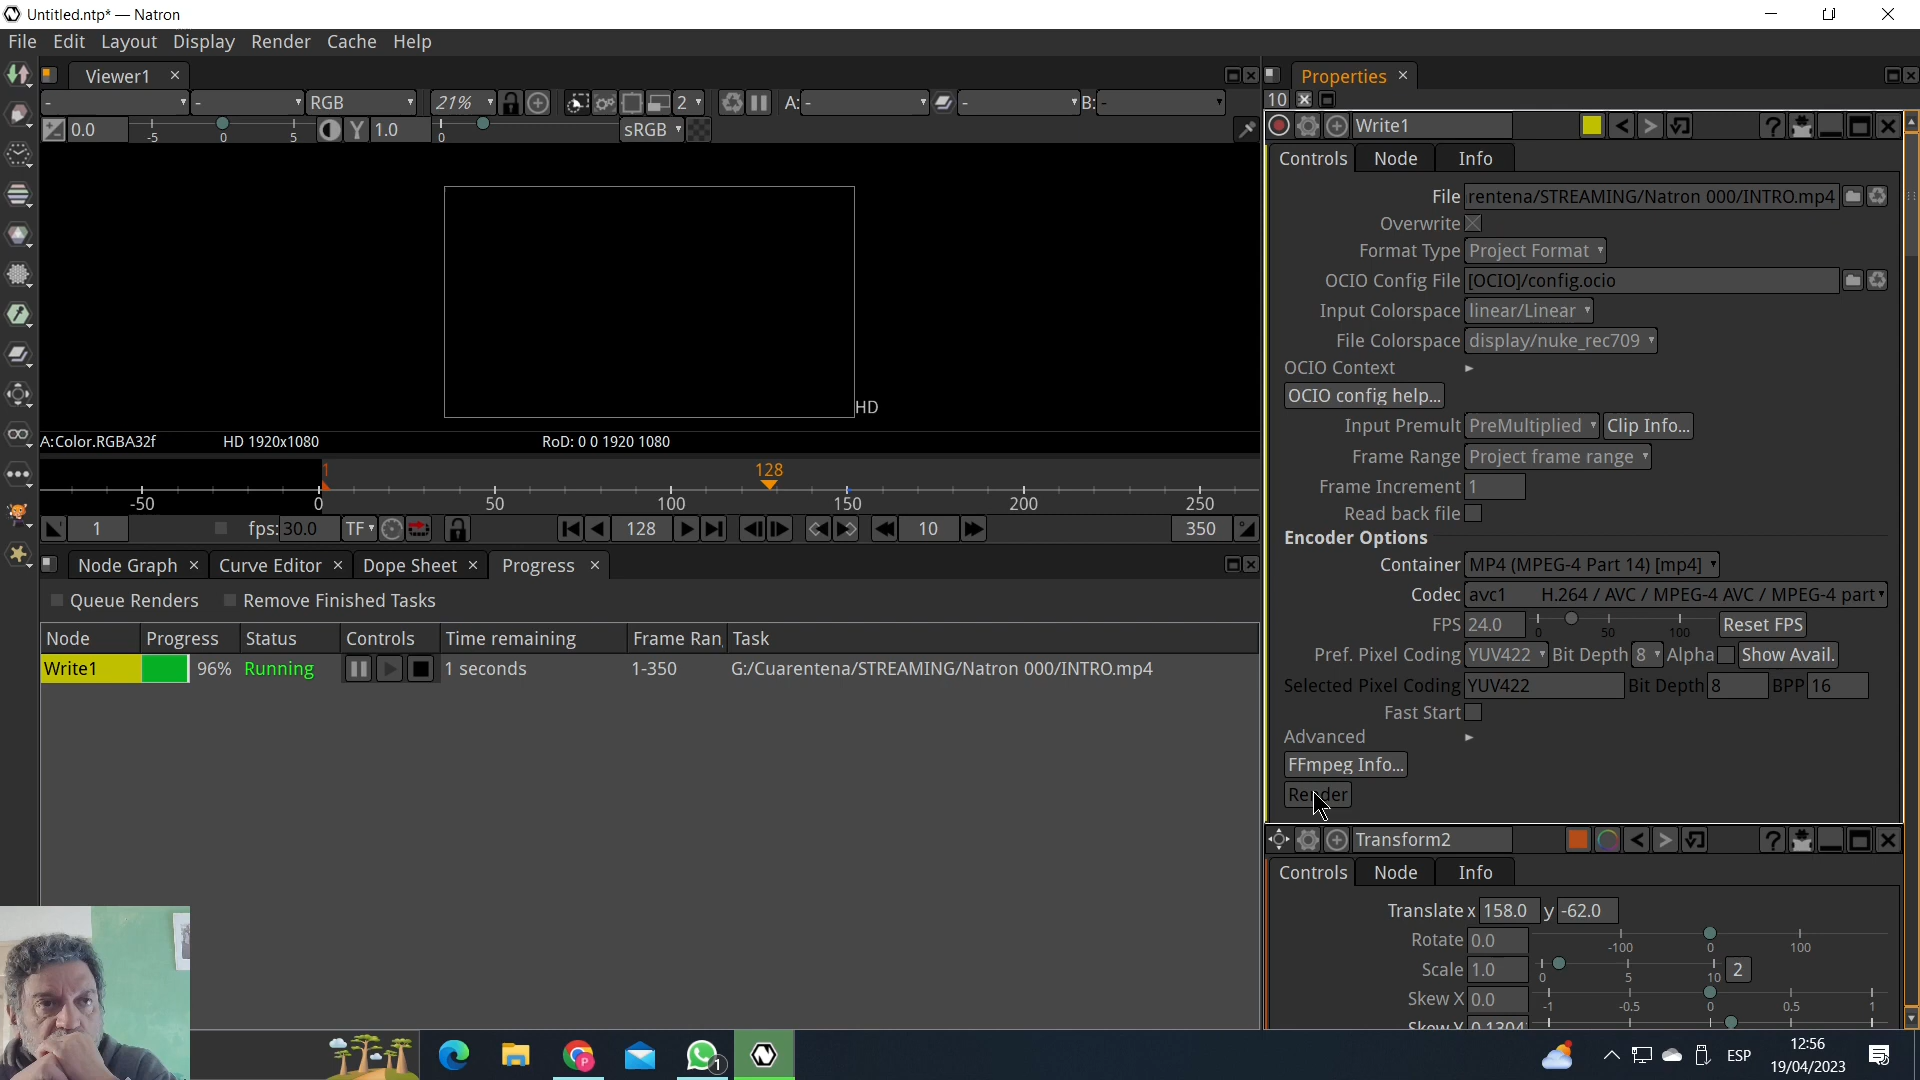 Untitled.ntp* — Natron
File Edit Layout Display Render Cache Help
Viewer1 × Properties ×
- - RGB 21% 2 A: - - B: - 10
0.0 -5 0 5 Y 1.0 0 sRGB Write1
Controls Node Info
File rentena/STREAMING/Natron 000/INTRO.mp4
Overwrite
Format Type Project Format
OCIO Config File [OCIO]/config.ocio
Input Colorspace linear/Linear
File Colorspace display/nuke_rec709
OCIO Context
OCIO config help...
Input Premult PreMultiplied Clip Info...
Frame Range Project frame range
Frame Increment 1
Read back file
Encoder Options
Container MP4 (MPEG-4 Part 14) [mp4]
Codec avc1 H.264 / AVC / MPEG-4 AVC / MPEG-4 part
FPS 24.0 0 50 100 Reset FPS
Pref. Pixel Coding YUV422 Bit Depth 8 Alpha Show Avail.
Selected Pixel Coding YUV422 Bit Depth 8 BPP 16
Fast Start
Advanced
FFmpeg Info...
Render
Transform2
Controls Node Info
Translate x 158.0 y -62.0
Rotate 0.0 -100 0 100
Scale 1.0 0 5 10 2
Skew X 0.0 -1 -0.5 0 0.5 1
Skew Y 0.1304
HD
A:Color.RGBA32f HD 1920x1080 RoD: 0 0 1920 1080
1 128
-50 0 50 100 150 200 250
1 fps: 30.0 TF 128 10 350
Node Graph × Curve Editor × Dope Sheet × Progress ×
Queue Renders Remove Finished Tasks
Node Progress Status Controls Time remaining Frame Ran Task
Write1 96% Running 1 seconds 1-350 G:/Cuarentena/STREAMING/Natron 000/INTRO.mp4
P 1 ESP 12:56
19/04/2023